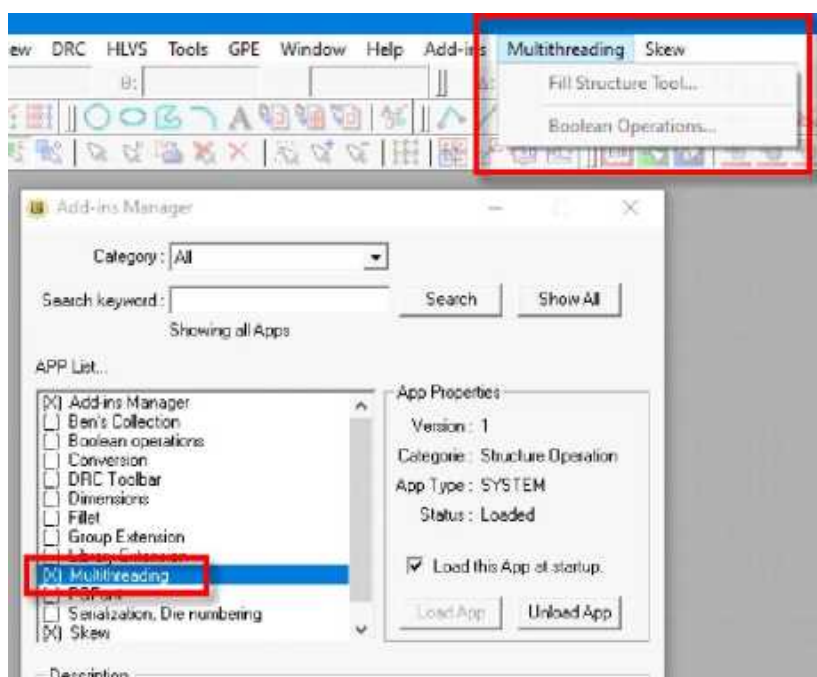 ew DRC HLVS Tools GPE Window Help Add-ins Multithreading Skew
θ:
Fill Structure Tool...
Boolean Operations...
Add-ins Manager
Category : All
Search keyword : Search Show All
Showing all Apps
APP List...
[X] Add-ins Manager
[_] Ben's Collection
[_] Boolean operations
[_] Conversion
[_] DRC Toolbar
[_] Dimensions
[_] Fillet
[_] Group Extension
[_] Library Extension
[X] Multithreading
[_] Serialization, Die numbering
[X] Skew
App Properties
Version : 1
Categorie : Structure Operation
App Type : SYSTEM
Status : Loaded
Load this App at startup.
Load App Unload App
Description